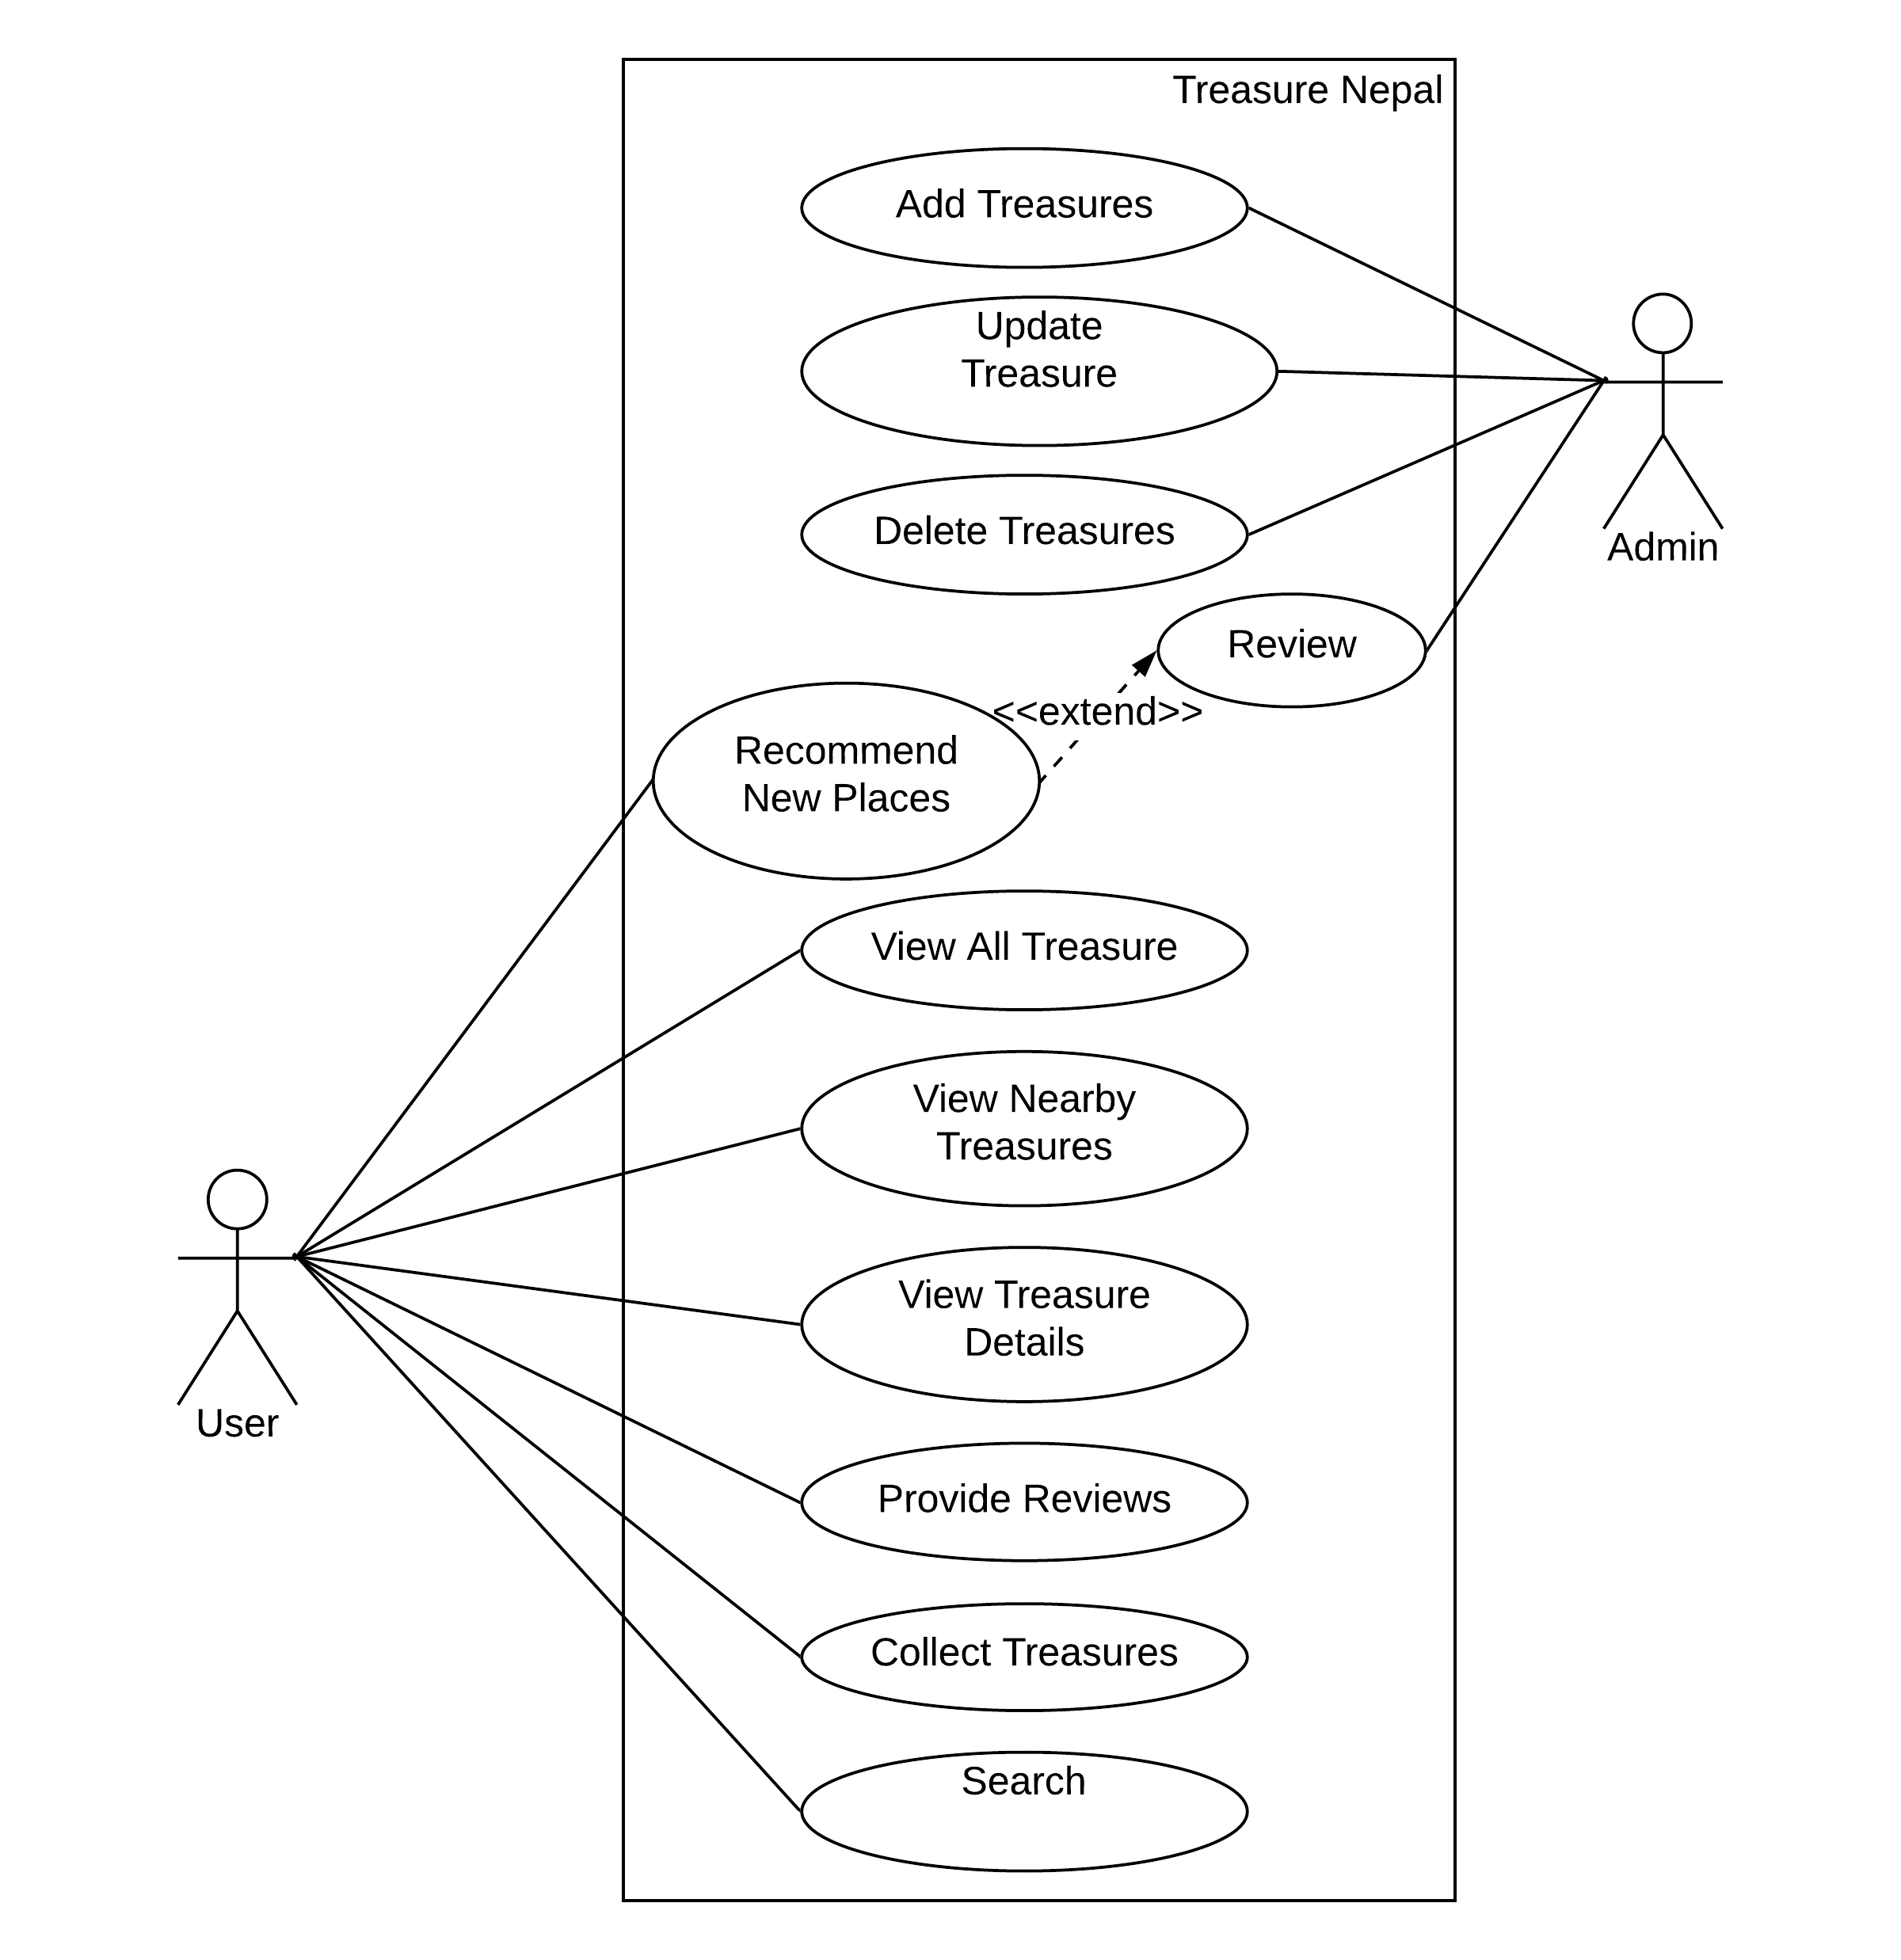 Treasure Nepal
Add Treasures
Update
Treasure
Delete Treasures
Admin
Review
<<extend>>
Recommend
New Places
View All Treasure
View Nearby
Treasures
View Treasure
Details
User
Provide Reviews
Collect Treasures
Search